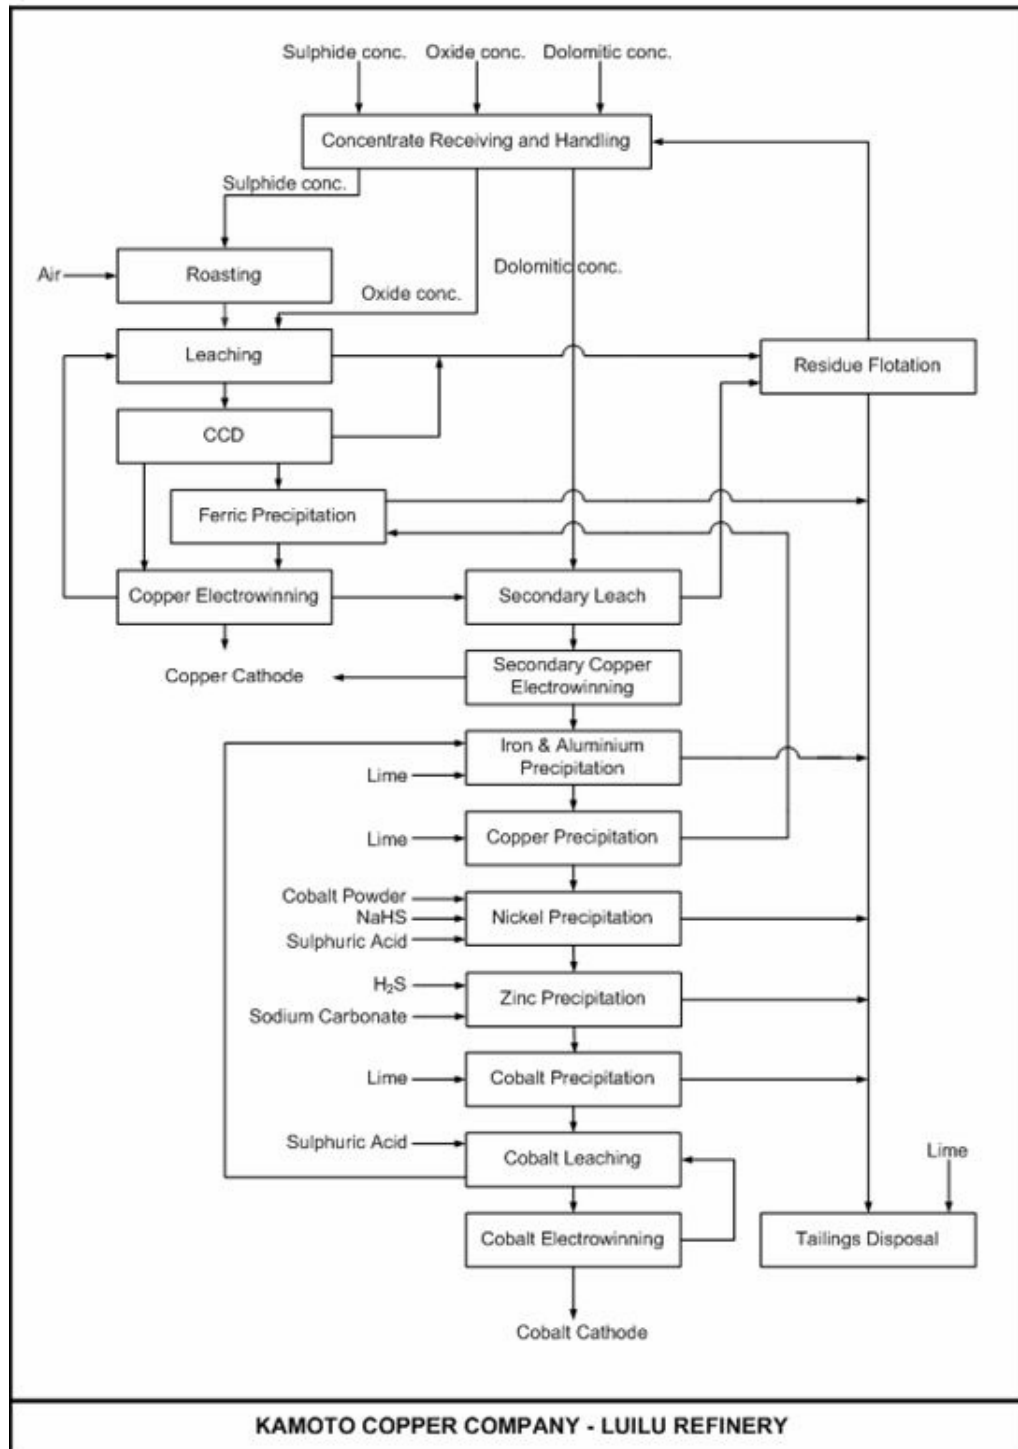 Sulphide conc. Oxide conc. Dolomitic conc.
Concentrate Receiving and Handling
Sulphide conc.
Air
Roasting
Dolomitic conc.
Oxide conc.
Leaching
Residue Flotation
CCD
Ferric Precipitation
Copper Electrowinning
Secondary Leach
Copper Cathode
Secondary Copper
Electrowinning
Iron & Aluminium
Precipitation
Lime
Lime
Copper Precipitation
Cobalt Powder
NaHS
Sulphuric Acid
Nickel Precipitation
H₂S
Sodium Carbonate
Zinc Precipitation
Lime
Cobalt Precipitation
Sulphuric Acid
Cobalt Leaching
Lime
Cobalt Electrowinning
Tailings Disposal
Cobalt Cathode
KAMOTO COPPER COMPANY - LUILU REFINERY